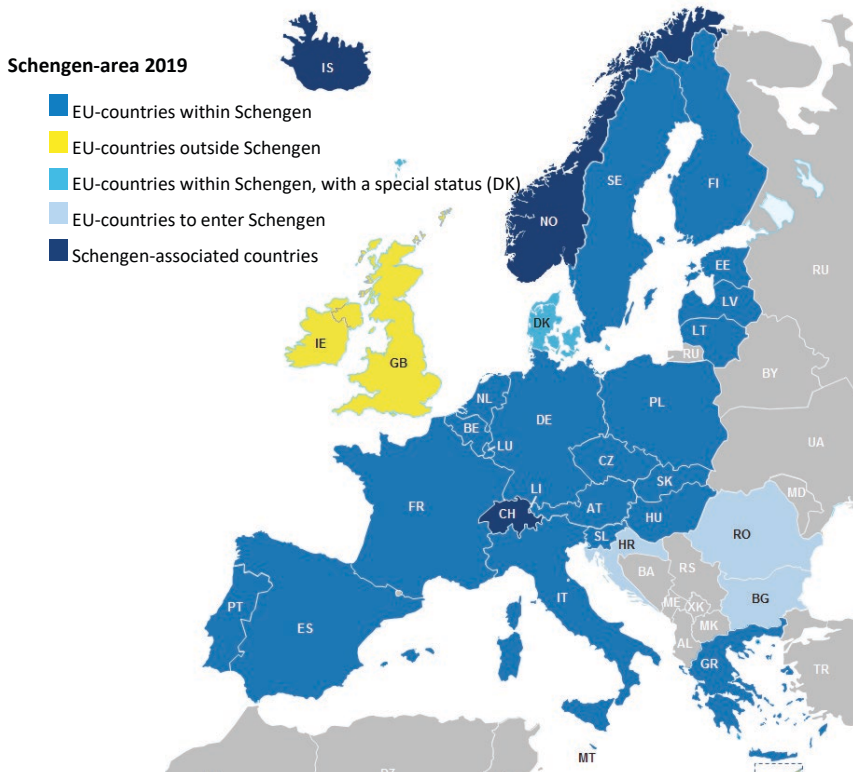 Schengen-area 2019
EU-countries within Schengen
EU-countries outside Schengen
EU-countries within Schengen, with a special status (DK)
EU-countries to enter Schengen
Schengen-associated countries
IS
NO
SE
FI
RU
EE
LV
LT
RU
DK
IE
GB
BY
NL
BE
LU
DE
PL
UA
CZ
SK
MD
LI
FR
CH
AT
HU
SL
HR
RO
BA
RS
BG
IT
ME
XK
MK
AL
PT
ES
GR
TR
MT